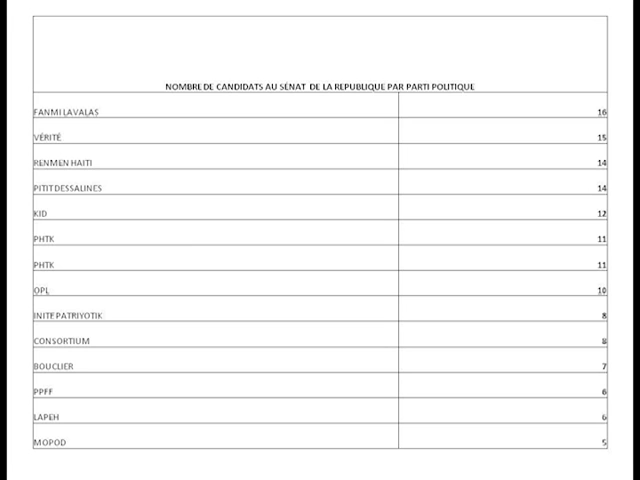 NOMBRE DE CANDIDATS AU SÉNAT DE LA REPUBLIQUE PAR PARTI POLITIQUE
FANMI LAVALAS 16
VÉRITÉ 15
RENMEN HAITI 14
PITIT DESSALINES 14
KID 12
PHTK 11
PHTK 11
OPL 10
INITE PATRIYOTIK 8
CONSORTIUM 8
BOUCLIER 7
PPFF 6
LAPEH 6
MOPOD 5